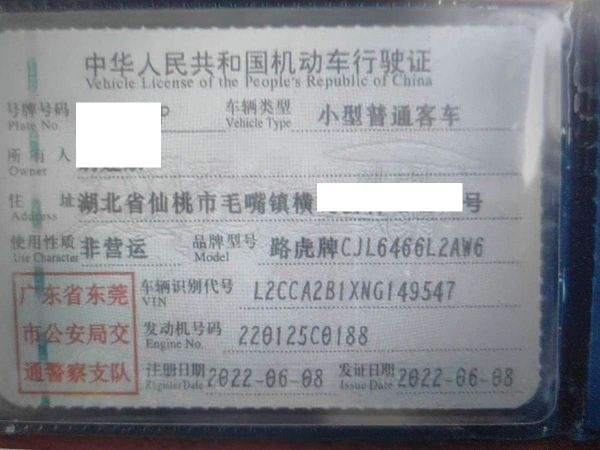 中华人民共和国机动车行驶证
Vehicle License of the People's Republic of China
号牌号码
Plate No.
车辆类型
Vehicle Type
小型普通客车
所有人
Owner
住址
Address
湖北省仙桃市毛嘴镇横
号
使用性质
Use Character
非营运
品牌型号
Model
路虎牌CJL6466L2AW6
广东省东莞
市公安局交
通警察支队
车辆识别代号
VIN
L2CCA2B1XNG149547
发动机号码
Engine No.
220125C0188
注册日期
Register Date
2022-06-08
发证日期
Issue Date
2022-06-08